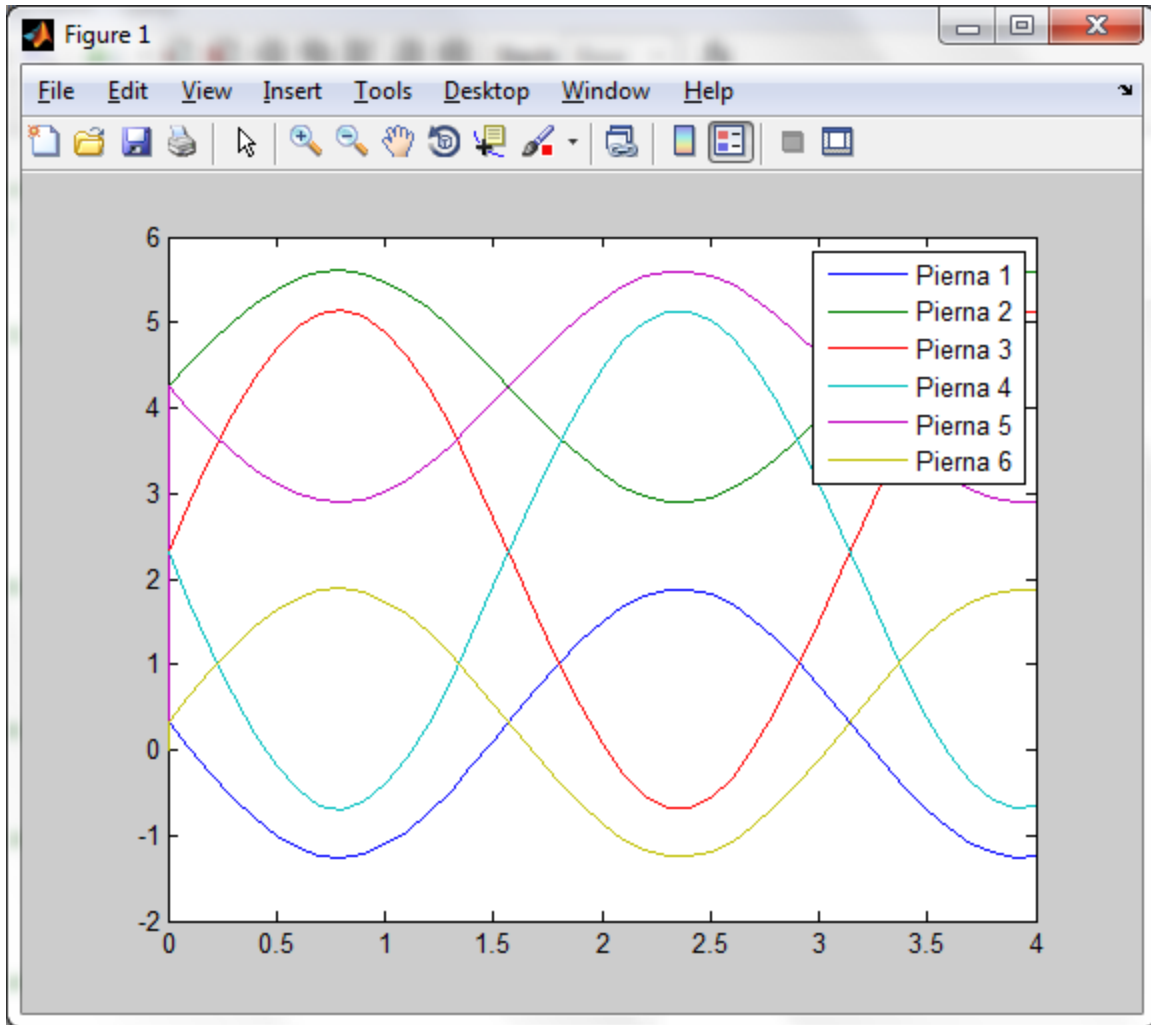 Figure 1
File Edit View Insert Tools Desktop Window Help
6
5
4
3
2
1
0
-1
-2
0 0.5 1 1.5 2 2.5 3 3.5 4
Pierna 1
Pierna 2
Pierna 3
Pierna 4
Pierna 5
Pierna 6